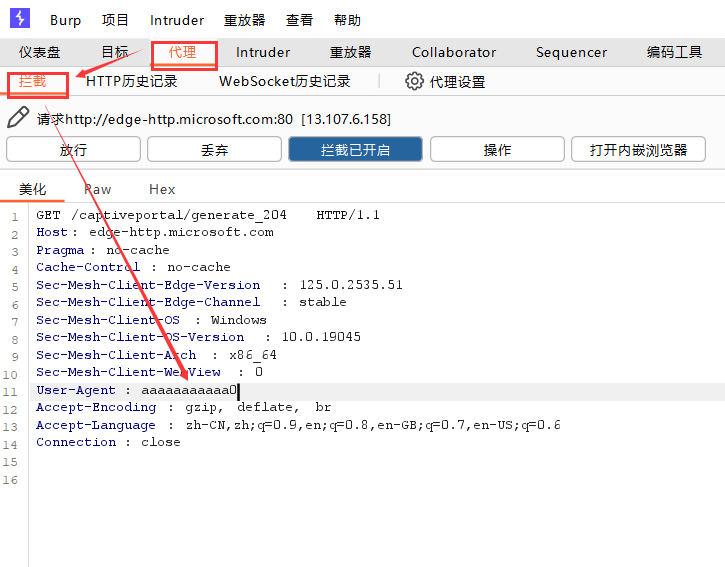 Burp 项目 Intruder 重放器 查看 帮助
仪表盘 目标 代理 Intruder 重放器 Collaborator Sequencer 编码工具
拦截 HTTP历史记录 WebSocket历史记录 代理设置
请求http://edge-http.microsoft.com:80 [13.107.6.158]
放行 丢弃 拦截已开启 操作 打开内嵌浏览器
美化 Raw Hex
1 GET /captiveportal/generate_204 HTTP/1.1
2 Host : edge-http.microsoft.com
3 Pragma : no-cache
4 Cache-Control : no-cache
5 Sec-Mesh-Client-Edge-Version : 125.0.2535.51
6 Sec-Mesh-Client-Edge-Channel : stable
7 Sec-Mesh-Client-OS : Windows
8 Sec-Mesh-Client-OS-Version : 10.0.19045
9 Sec-Mesh-Client-Arch : x86_64
10 Sec-Mesh-Client-WebView : 0
11 User-Agent : aaaaaaaaaaa0
12 Accept-Encoding : gzip, deflate, br
13 Accept-Language : zh-CN,zh;q=0.9,en;q=0.8,en-GB;q=0.7,en-US;q=0.6
14 Connection : close
15
16